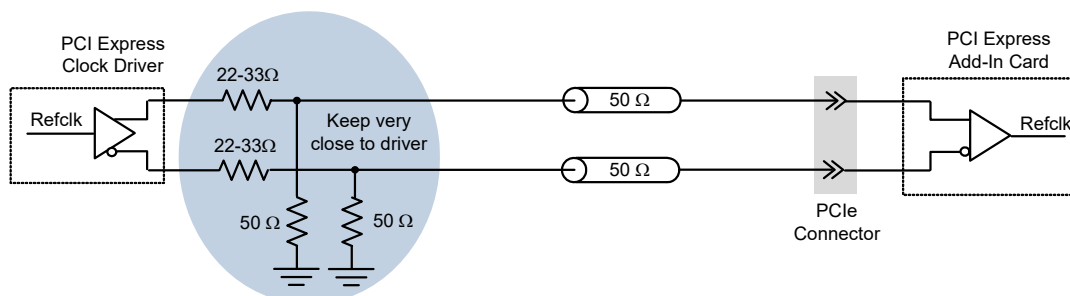 PCI Express
Clock Driver
Refclk
22-33Ω
22-33Ω
Keep very
close to driver
50 Ω
50 Ω
50 Ω
50 Ω
PCIe
Connector
PCI Express
Add-In Card
Refclk